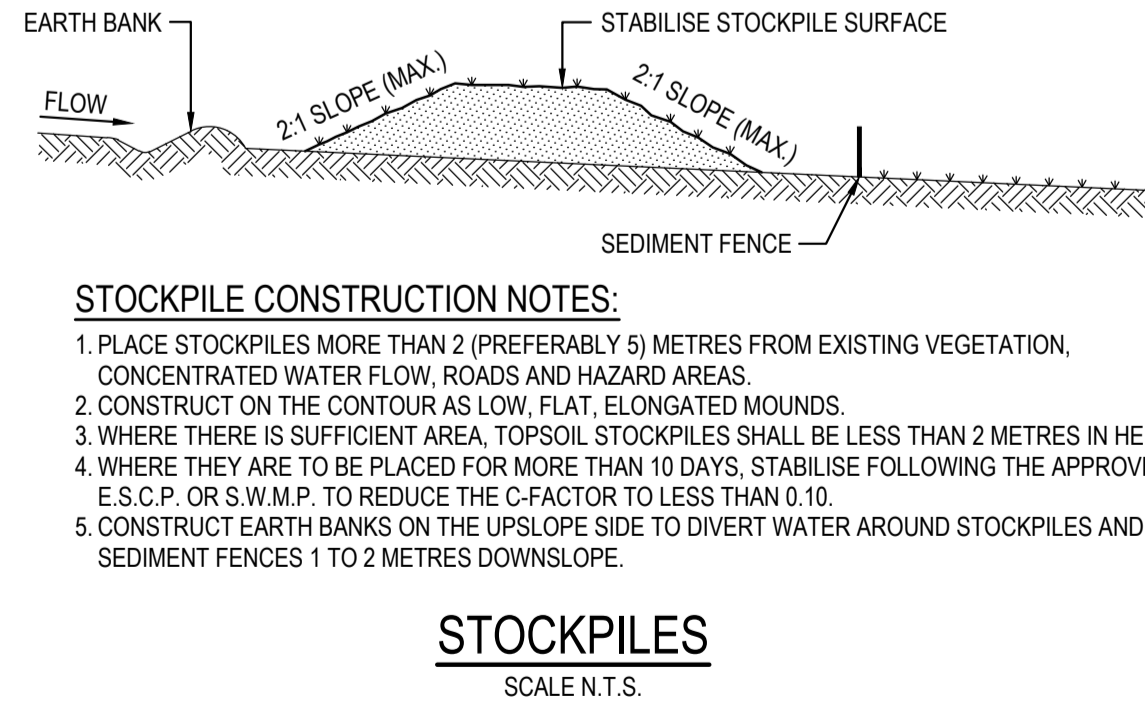 EARTH BANK
STABILISE STOCKPILE SURFACE
FLOW
2:1 SLOPE (MAX.)
2:1 SLOPE (MAX.)
SEDIMENT FENCE
STOCKPILE CONSTRUCTION NOTES:
1. PLACE STOCKPILES MORE THAN 2 (PREFERABLY 5) METRES FROM EXISTING VEGETATION,
CONCENTRATED WATER FLOW, ROADS AND HAZARD AREAS.
2. CONSTRUCT ON THE CONTOUR AS LOW, FLAT, ELONGATED MOUNDS.
3. WHERE THERE IS SUFFICIENT AREA, TOPSOIL STOCKPILES SHALL BE LESS THAN 2 METRES IN
4. WHERE THEY ARE TO BE PLACED FOR MORE THAN 10 DAYS, STABILISE FOLLOWING THE
E.S.C.P. OR S.W.M.P. TO REDUCE THE C-FACTOR TO LESS THAN 0.10.
5. CONSTRUCT EARTH BANKS ON THE UPSLOPE SIDE TO DIVERT WATER AROUND STOCKPILES AND
SEDIMENT FENCES 1 TO 2 METRES DOWNSLOPE.
STOCKPILES
SCALE N.T.S.